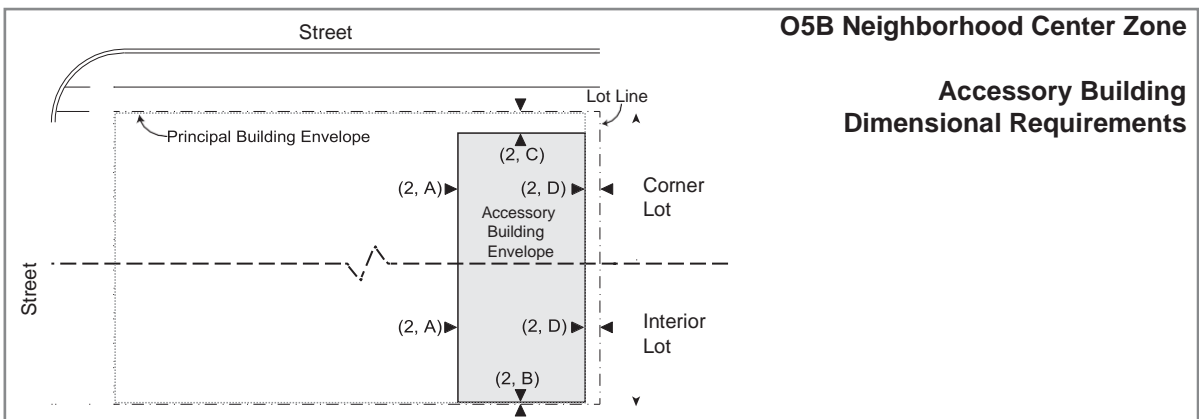 O5B Neighborhood Center Zone
Accessory Building
Dimensional Requirements
Street
Lot Line
Principal Building Envelope
(2, C)
(2, A)
(2, D)
Corner
Lot
Accessory
Building
Envelope
Street
(2, A)
(2, D)
Interior
Lot
(2, B)